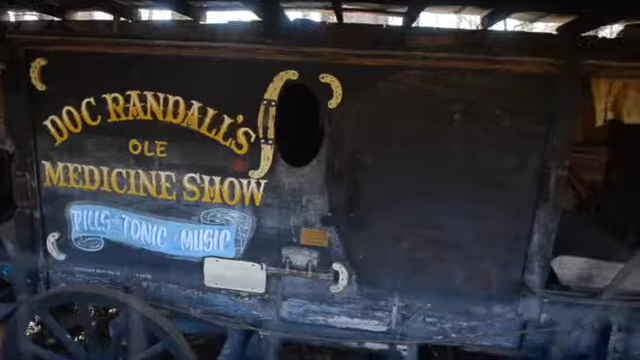 DOC RANDALL'S
OLE
MEDICINE SHOW
PILLS - TONIC - MUSIC